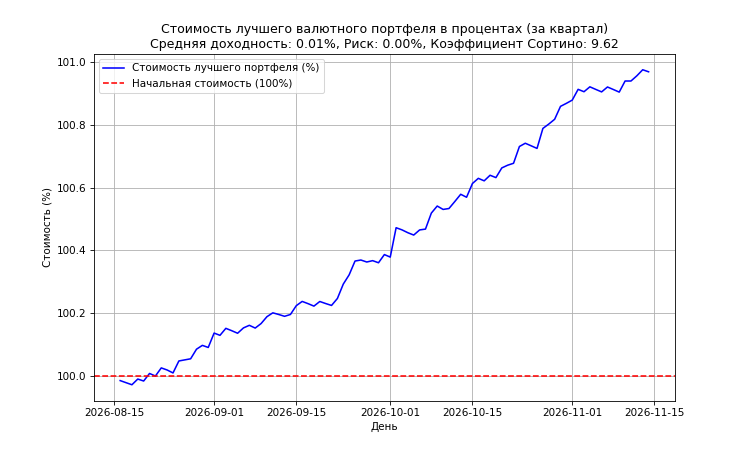 Стоимость лучшего валютного портфеля в процентах (за квартал)
Средняя доходность: 0.01%, Риск: 0.00%, Коэффициент Сортино: 9.62
Стоимость лучшего портфеля (%)
Начальная стоимость (100%)
Стоимость (%)
101.0
100.8
100.6
100.4
100.2
100.0
2026-08-15
2026-09-01
2026-09-15
2026-10-01
2026-10-15
2026-11-01
2026-11-15
День